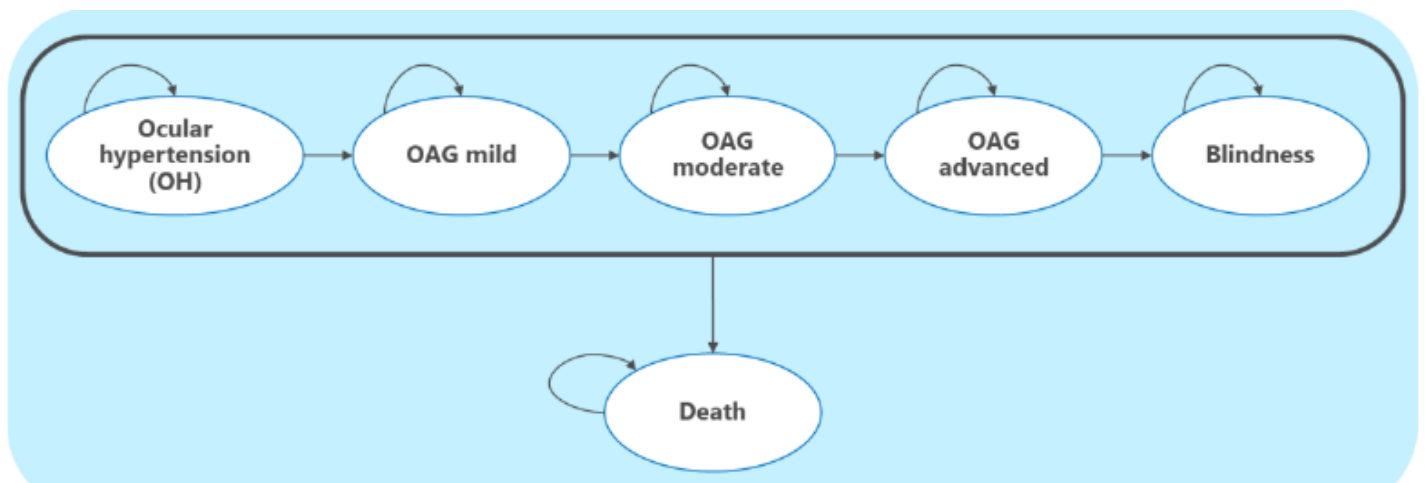 Ocular
hypertension
(OH)
OAG mild
OAG
moderate
OAG
advanced
Blindness
Death